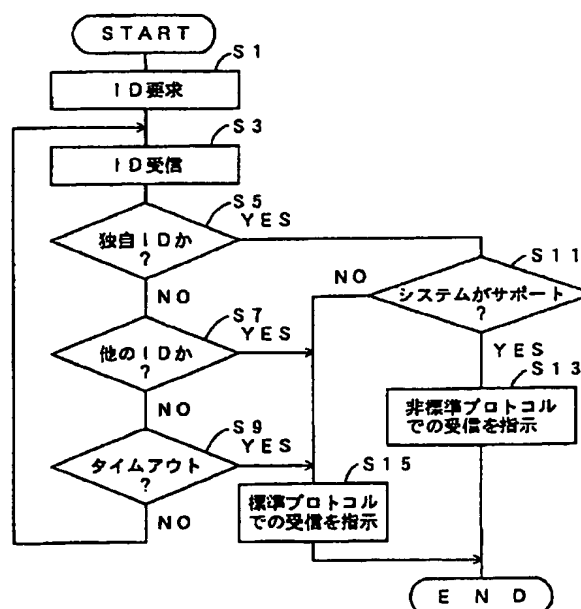 START
S1
ID要求
S3
ID受信
S5
YES
独自IDか
?
NO
S11
NO
システムがサポート
?
S7
YES
他のIDか
?
NO
YES
S13
非標準プロトコル
での受信を指示
S9
YES
タイムアウト
?
NO
S15
標準プロトコル
での受信を指示
END